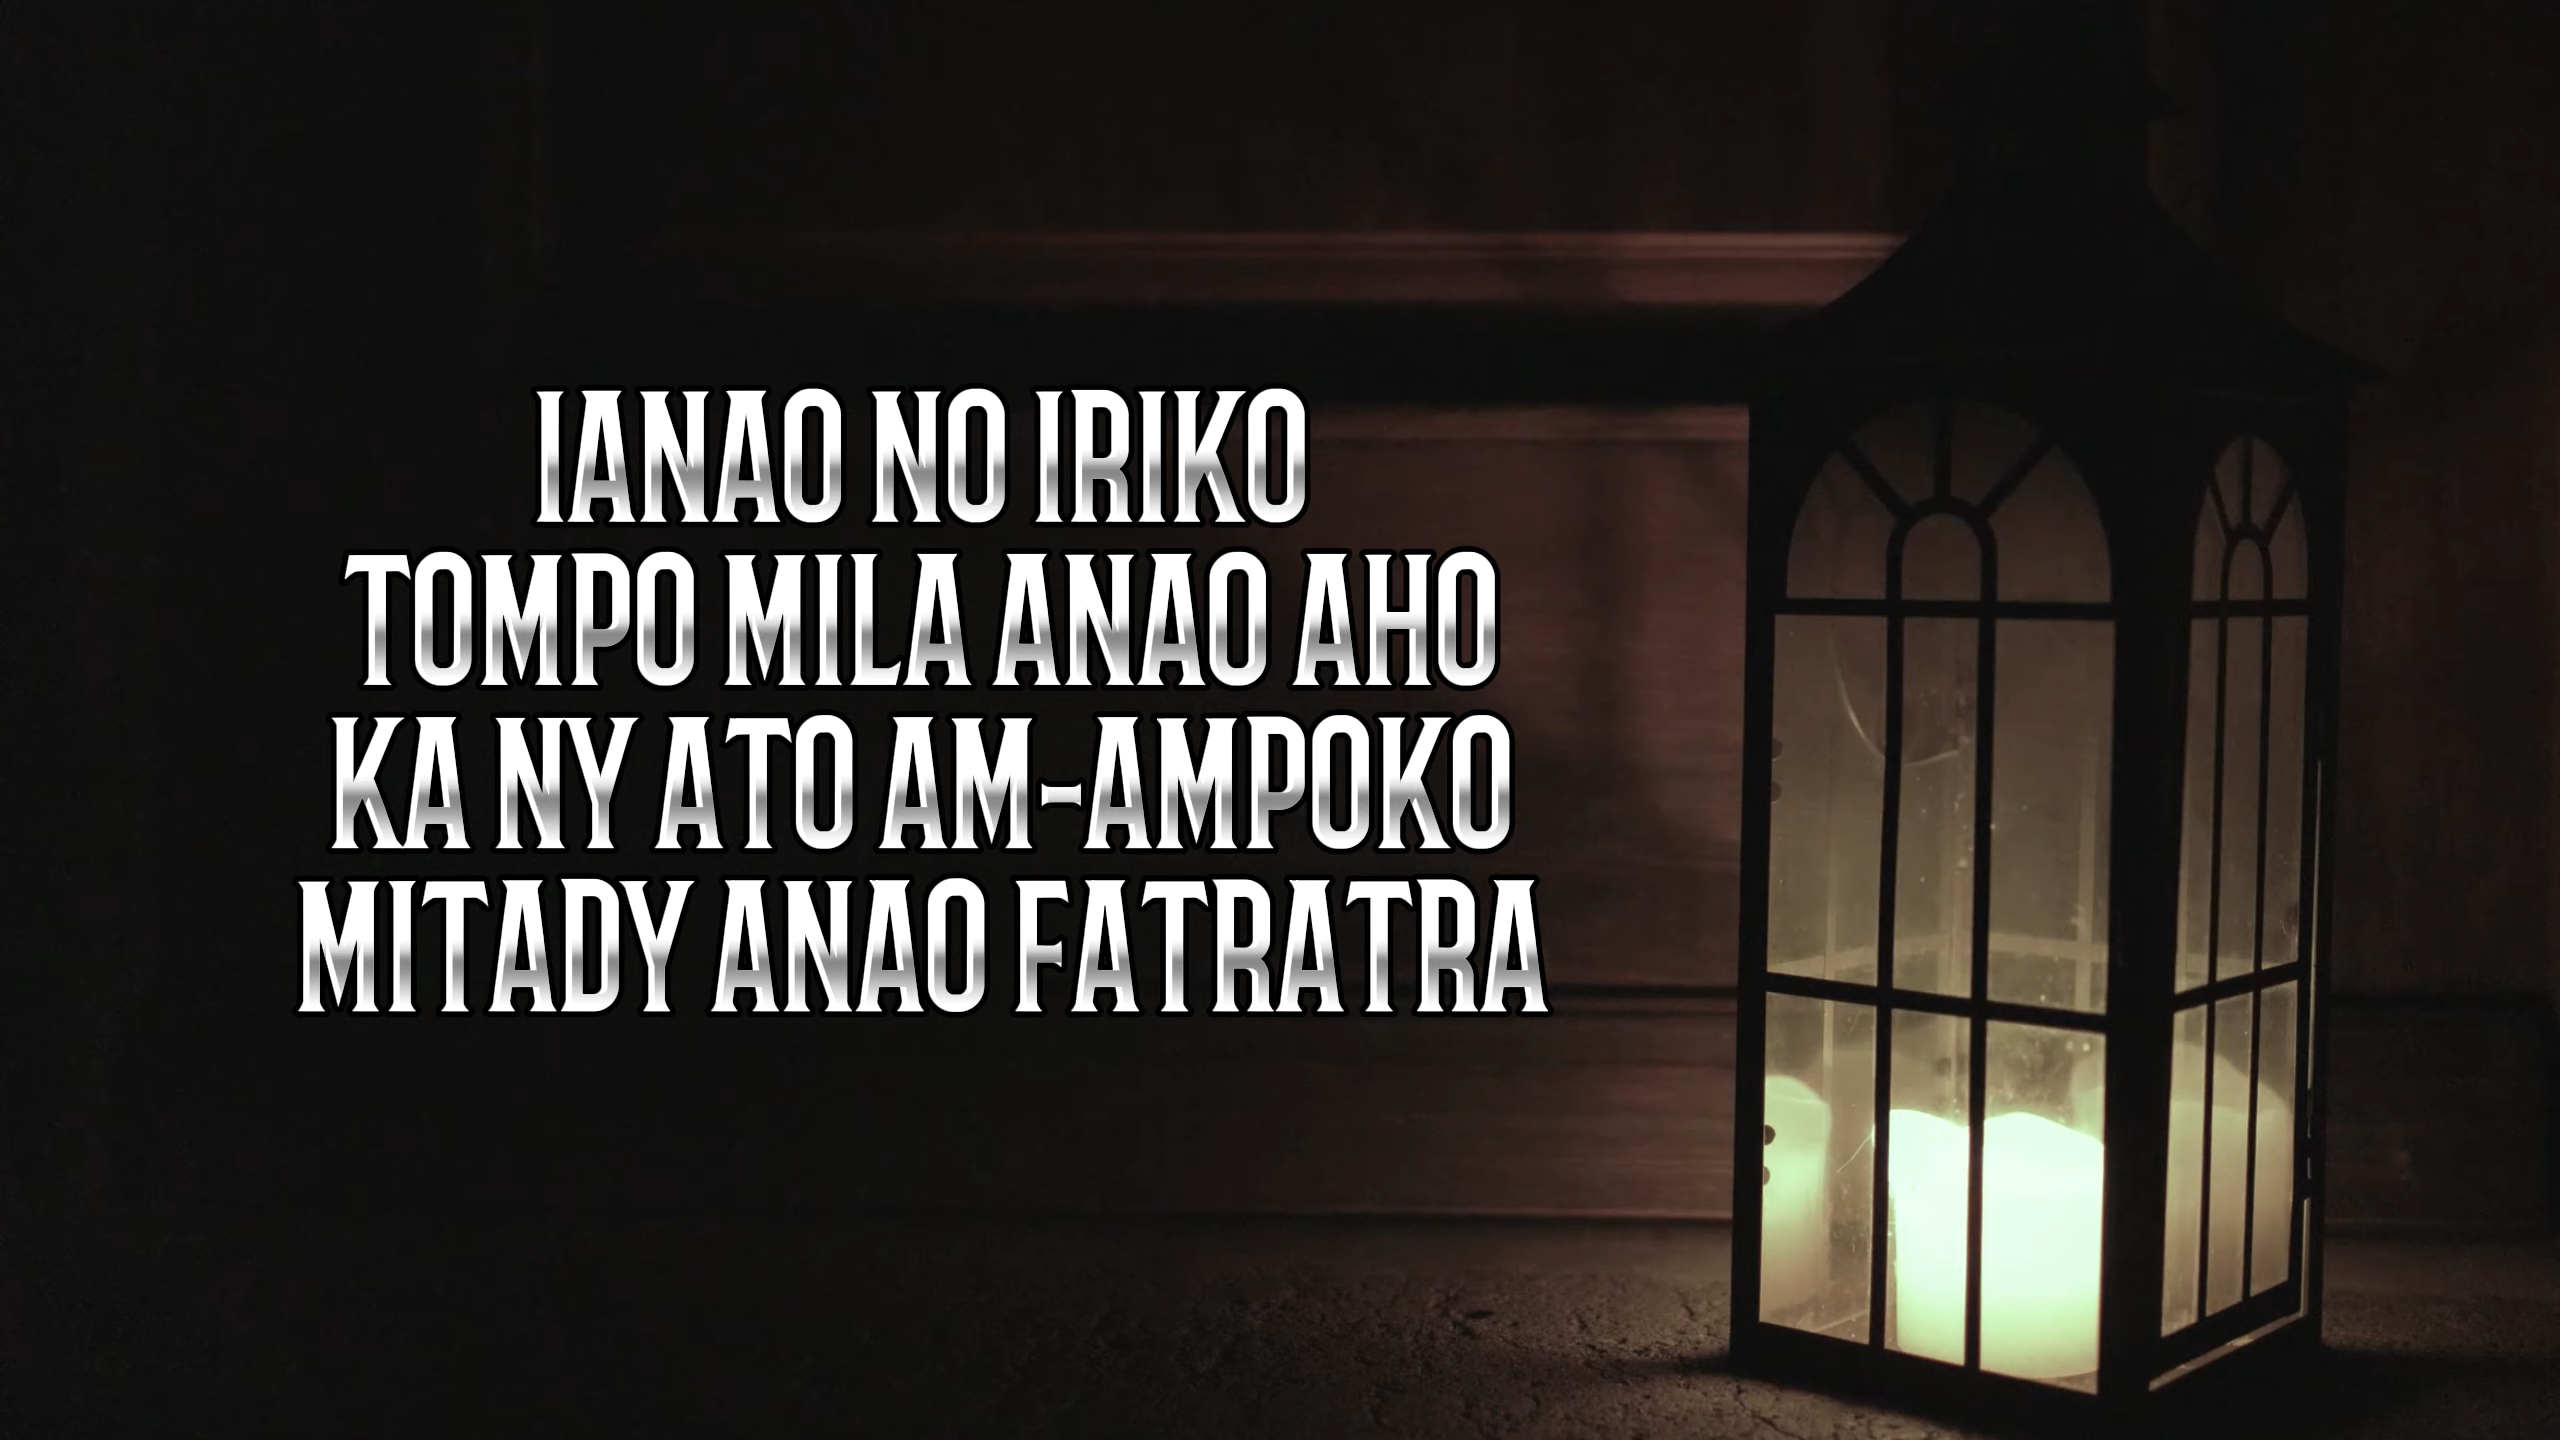 IANAO NO IRIKO
TOMPO MILA ANAO AHO
KA NY ATO AM-AMPOKO
MITADY ANAO FATRATRA